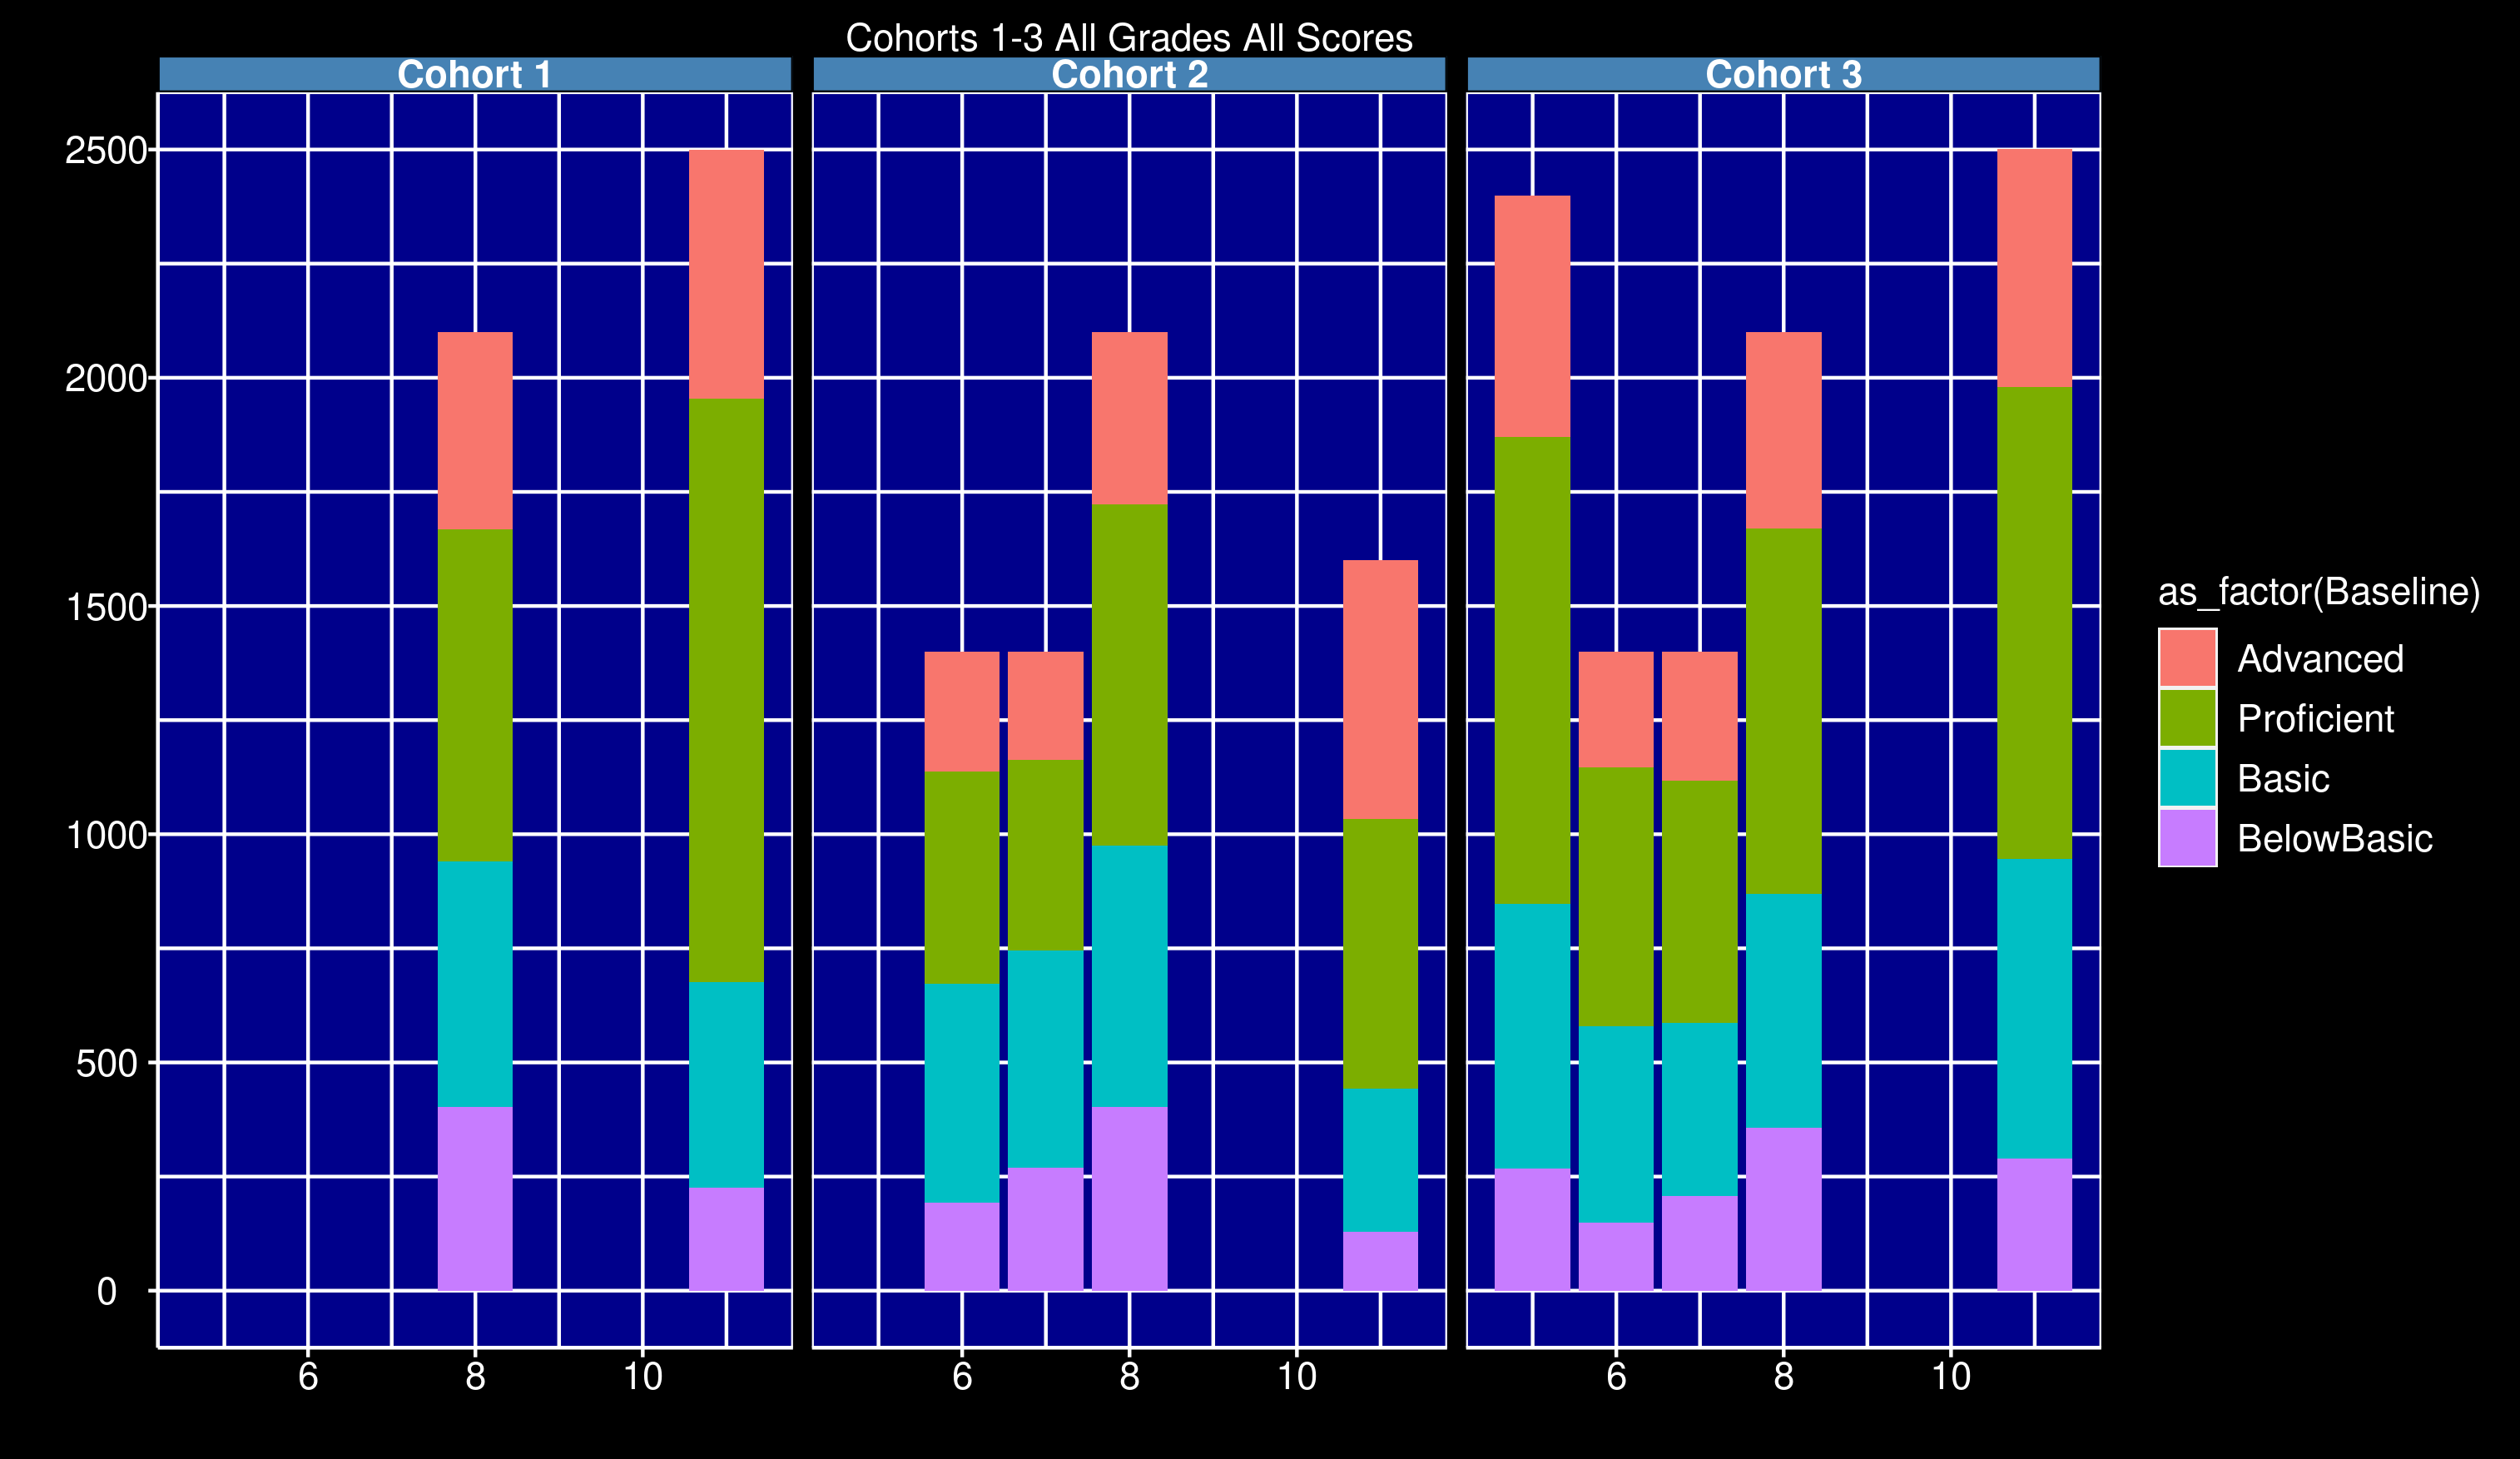 Cohorts 1-3 All Grades All Scores
Cohort 1 Cohort 2 Cohort 3
2500
2000
1500
1000
500
0
6 8 10 6 8 10 6 8 10
as_factor(Baseline)
Advanced
Proficient
Basic
BelowBasic